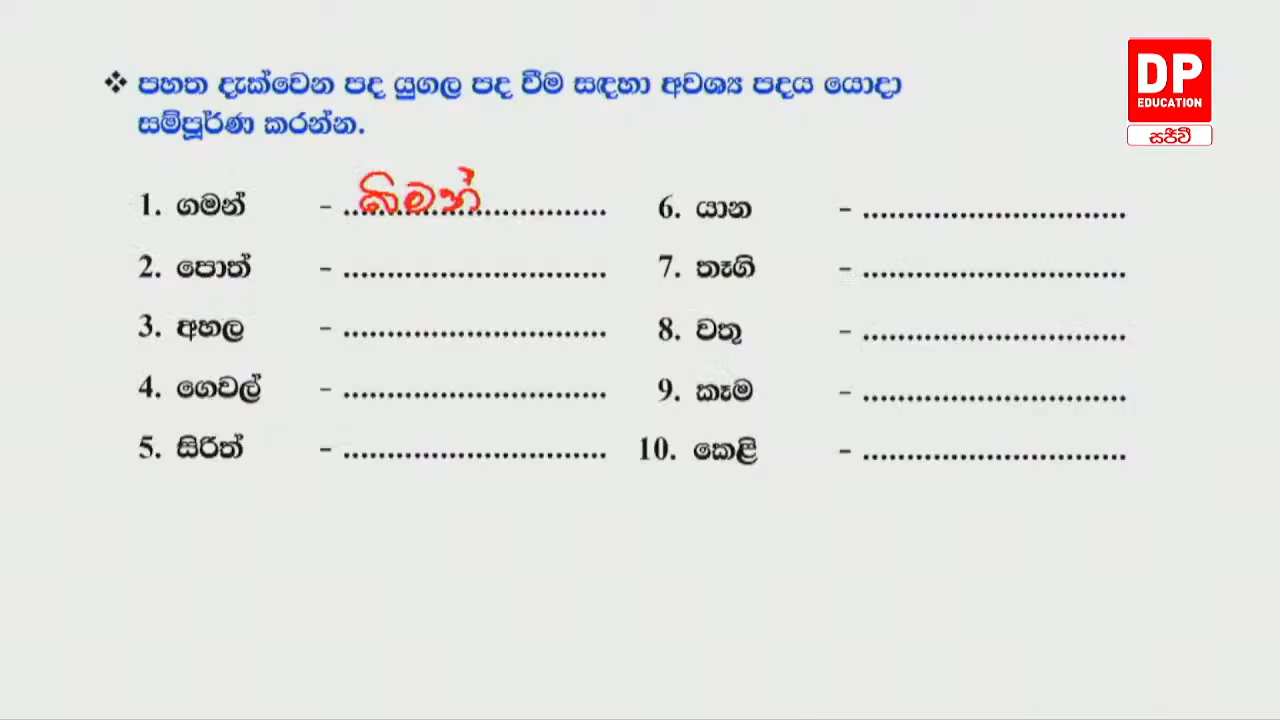 ❖ පහත දැක්වෙන පද යුගල පද වීම සඳහා අවශ්‍ය පදය යොදා
සම්පූර්ණ කරන්න.
DP
EDUCATION
සජීවී
1. ගමන් - කිමන්
2. පොත් - ..............................
3. අහල - ..............................
4. ගෙවල් - ..............................
5. සිරිත් - ..............................
6. යාන - ..............................
7. තෑගි - ..............................
8. වතු - ..............................
9. කෑම - ..............................
10. කෙළි - ..............................